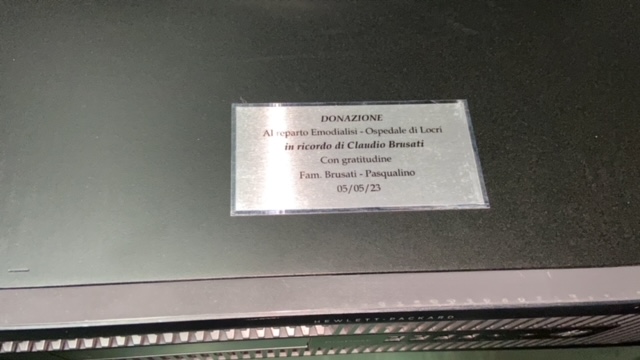 DONAZIONE
Al reparto Emodialisi - Ospedale di Locri
in ricordo di Claudio Brusati
Con gratitudine
Fam. Brusati - Pasqualino
05/05/23
HEWLETT-PACKARD